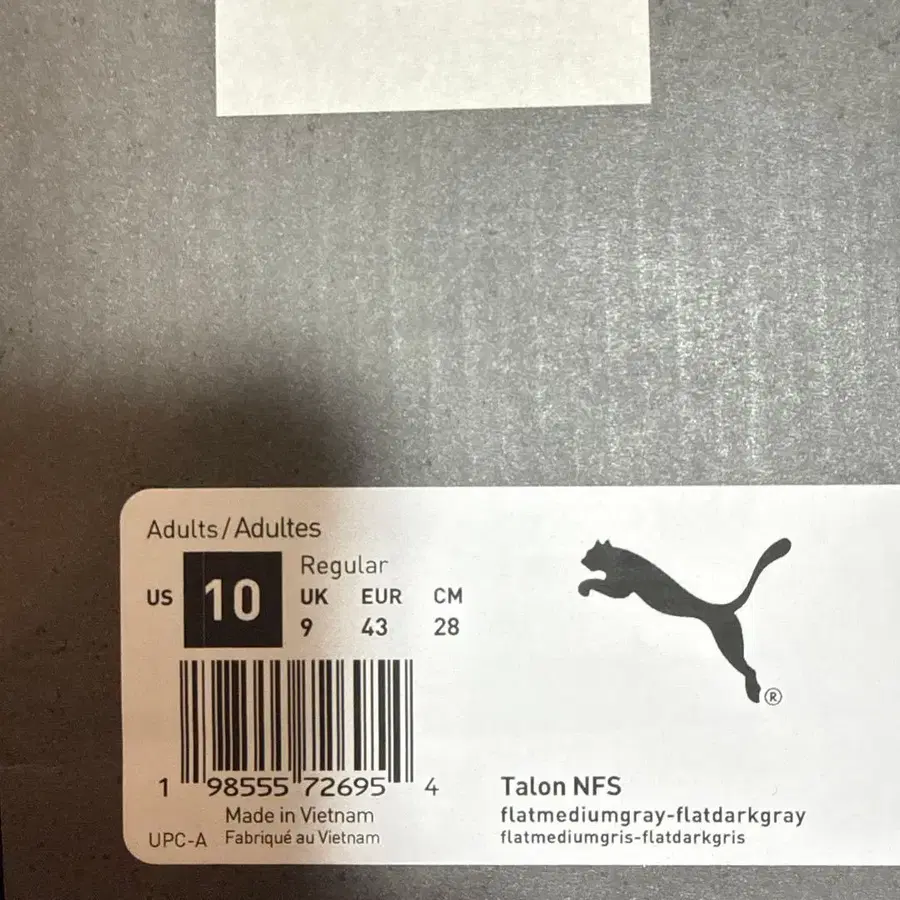 Adults/Adultes
US 10 Regular
UK EUR CM
9 43 28
1 98555 72695 4
UPC-A
Made in Vietnam
Fabriqué au Vietnam
®
Talon NFS
flatmediumgray-flatdarkgray
flatmediumgris-flatdarkgris